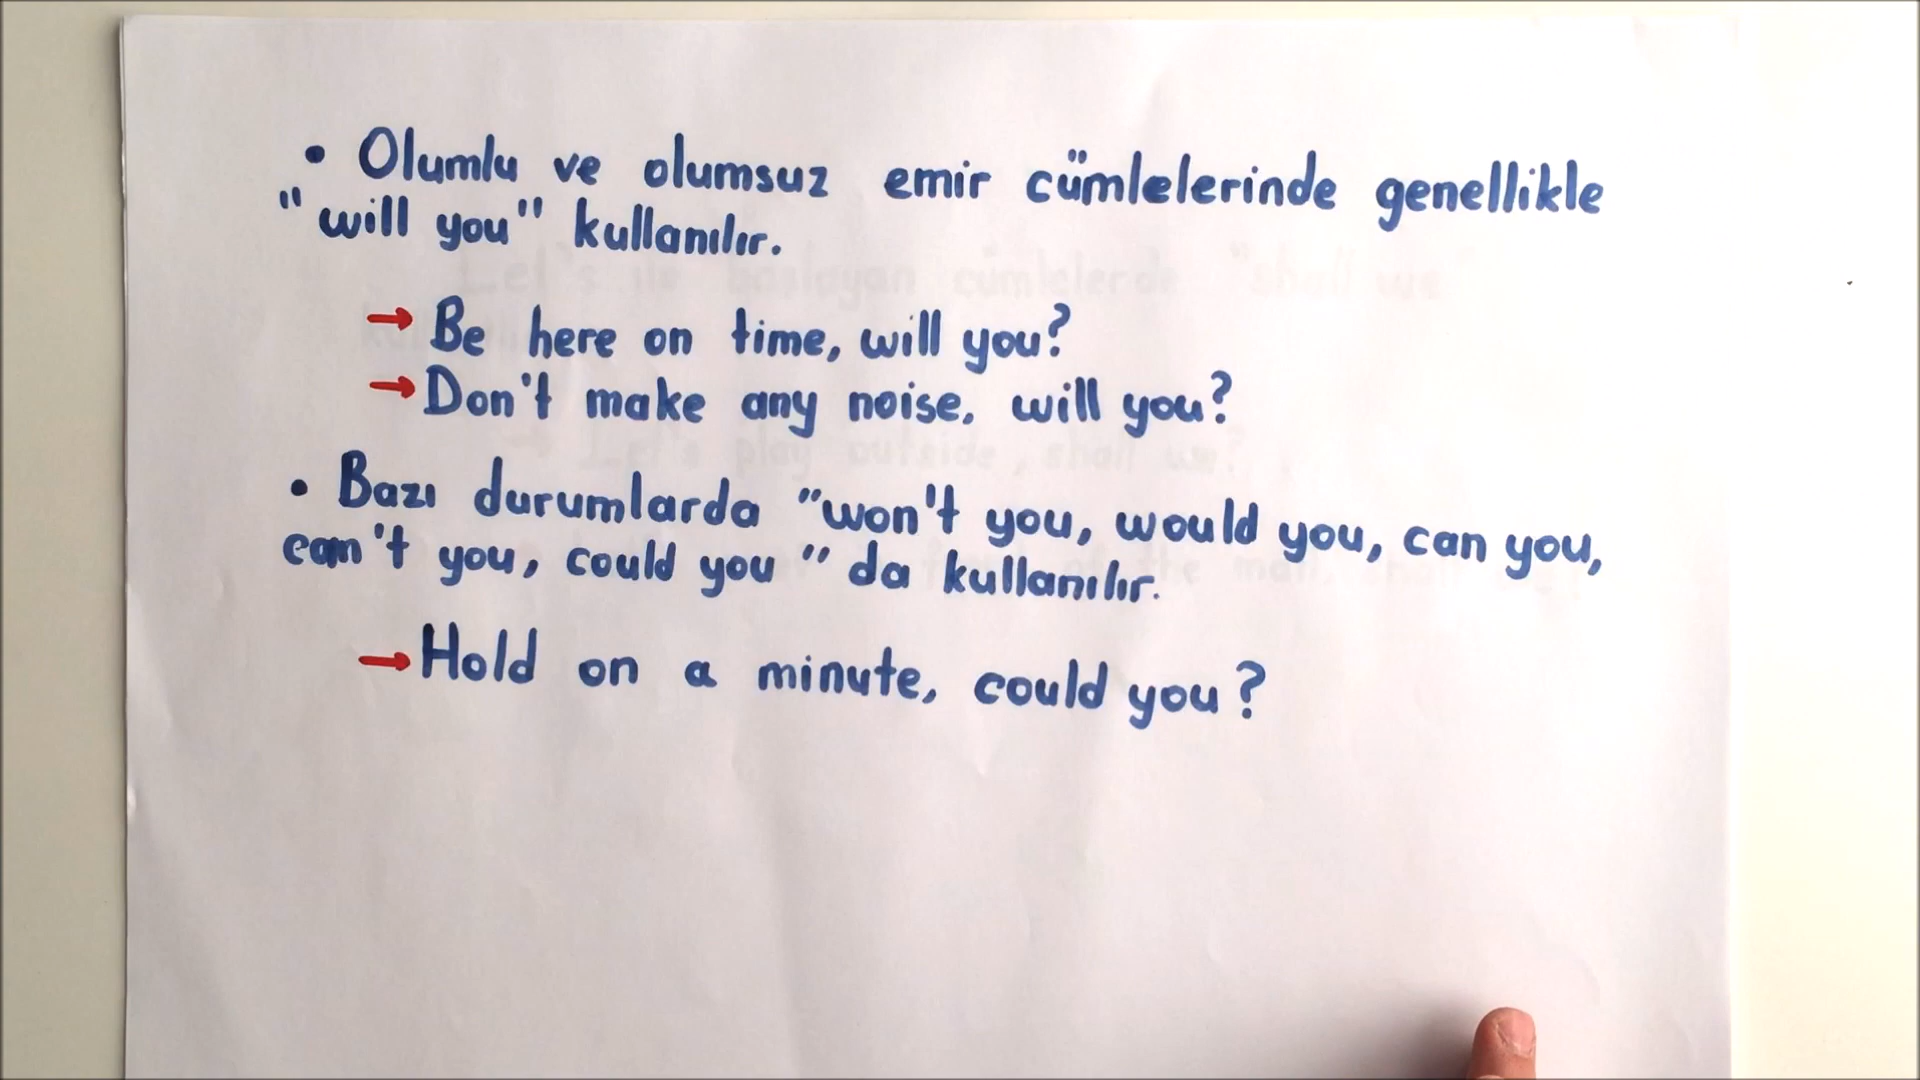 • Olumlu ve olumsuz emir cümlelerinde genellikle
"will you" kullanılır.
→ Be here on time, will you?
→ Don't make any noise, will you?
• Bazı durumlarda "won't you, would you, can you,
can't you, could you" da kullanılır.
→ Hold on a minute, could you?